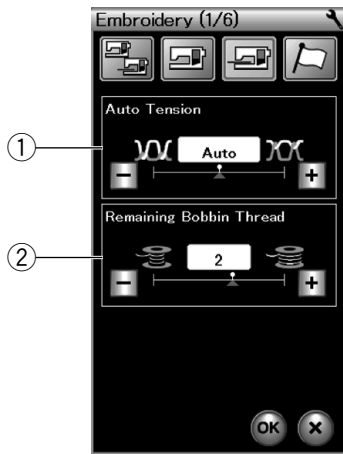 Embroidery (1/6)
Auto Tension
1
Auto
- +
Remaining Bobbin Thread
2
2
- +
OK ×